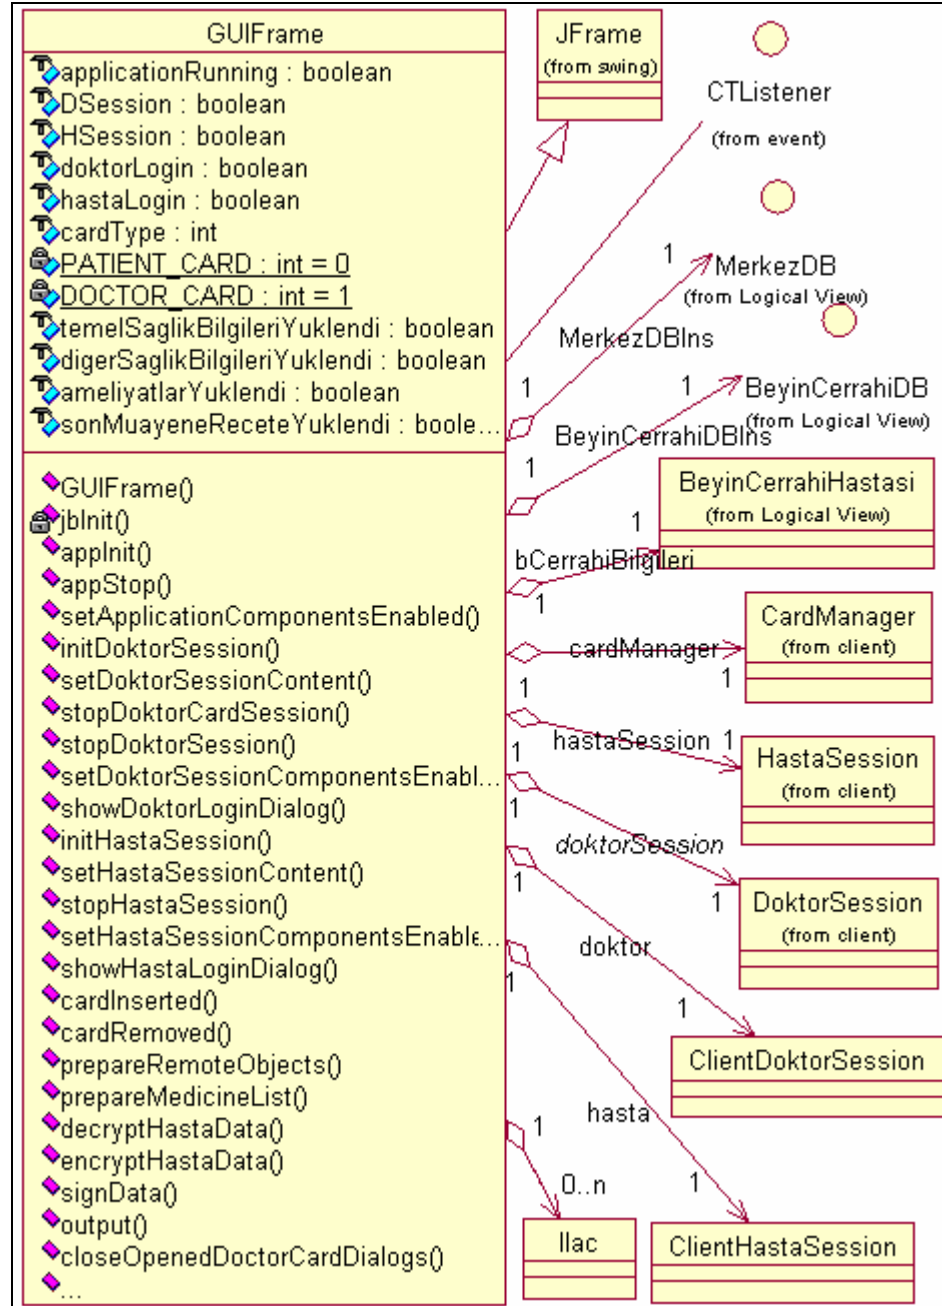 GUIFrame
applicationRunning : boolean
DSession : boolean
HSession : boolean
doktorLogin : boolean
hastaLogin : boolean
cardType : int
PATIENT_CARD : int = 0
DOCTOR_CARD : int = 1
temelSaglikBilgileriYuklendi : boolean
digerSaglikBilgileriYuklendi : boolean
ameliyatlarYuklendi : boolean
sonMuayeneReceteYuklendi : boole...
GUIFrame()
jbInit()
appInit()
appStop()
setApplicationComponentsEnabled()
initDoktorSession()
setDoktorSessionContent()
stopDoktorCardSession()
stopDoktorSession()
setDoktorSessionComponentsEnabl...
showDoktorLoginDialog()
initHastaSession()
setHastaSessionContent()
stopHastaSession()
setHastaSessionComponentsEnable...
showHastaLoginDialog()
cardInserted()
cardRemoved()
prepareRemoteObjects()
prepareMedicineList()
decryptHastaData()
encryptHastaData()
signData()
output()
closeOpenedDoctorCardDialogs()
...
JFrame
(from swing)
CTListener
(from event)
1
MerkezDB
(from Logical View)
MerkezDBIns
1
1
BeyinCerrahiDB
(from Logical View)
BeyinCerrahiDBIns
1
BeyinCerrahiHastasi
(from Logical View)
1
bCerrahiBilgileri
1
CardManager
(from client)
cardManager
1
1
hastaSession
1
HastaSession
(from client)
1
doktorSession
1
DoktorSession
(from client)
1
1
doktor
1
ClientDoktorSession
1
hasta
1
ClientHastaSession
1
0..n
Ilac